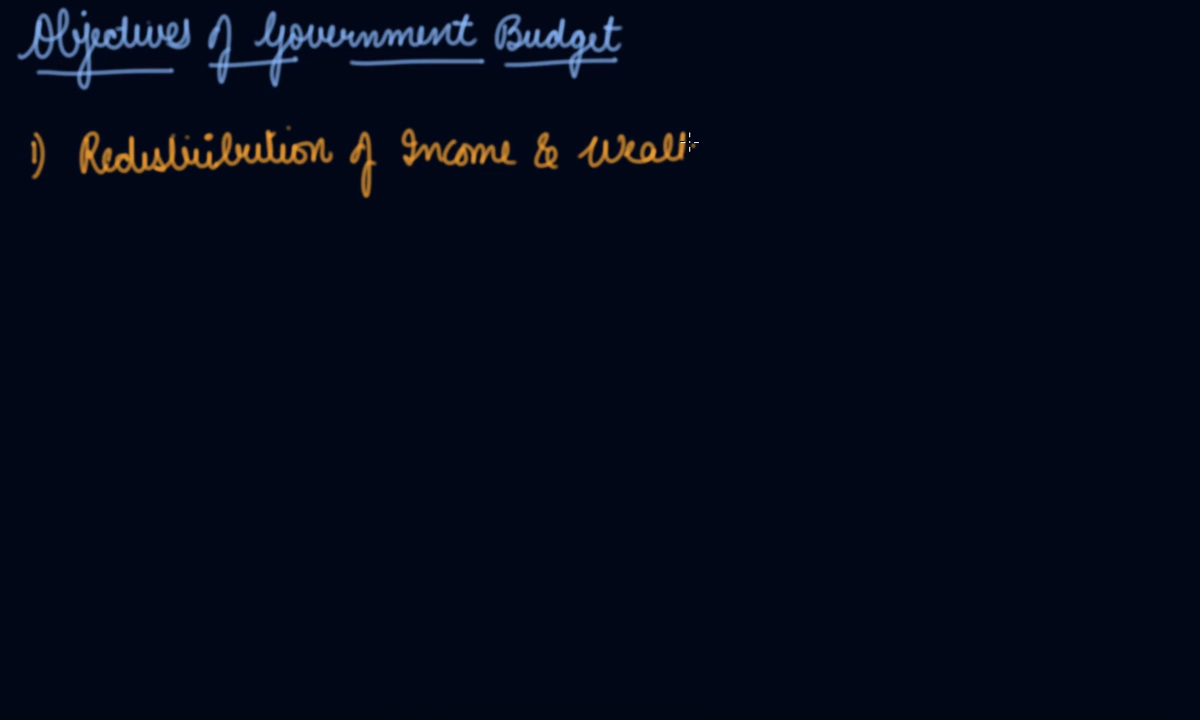 Objectives of Government Budget
1) Redistribution of Income & Wealt